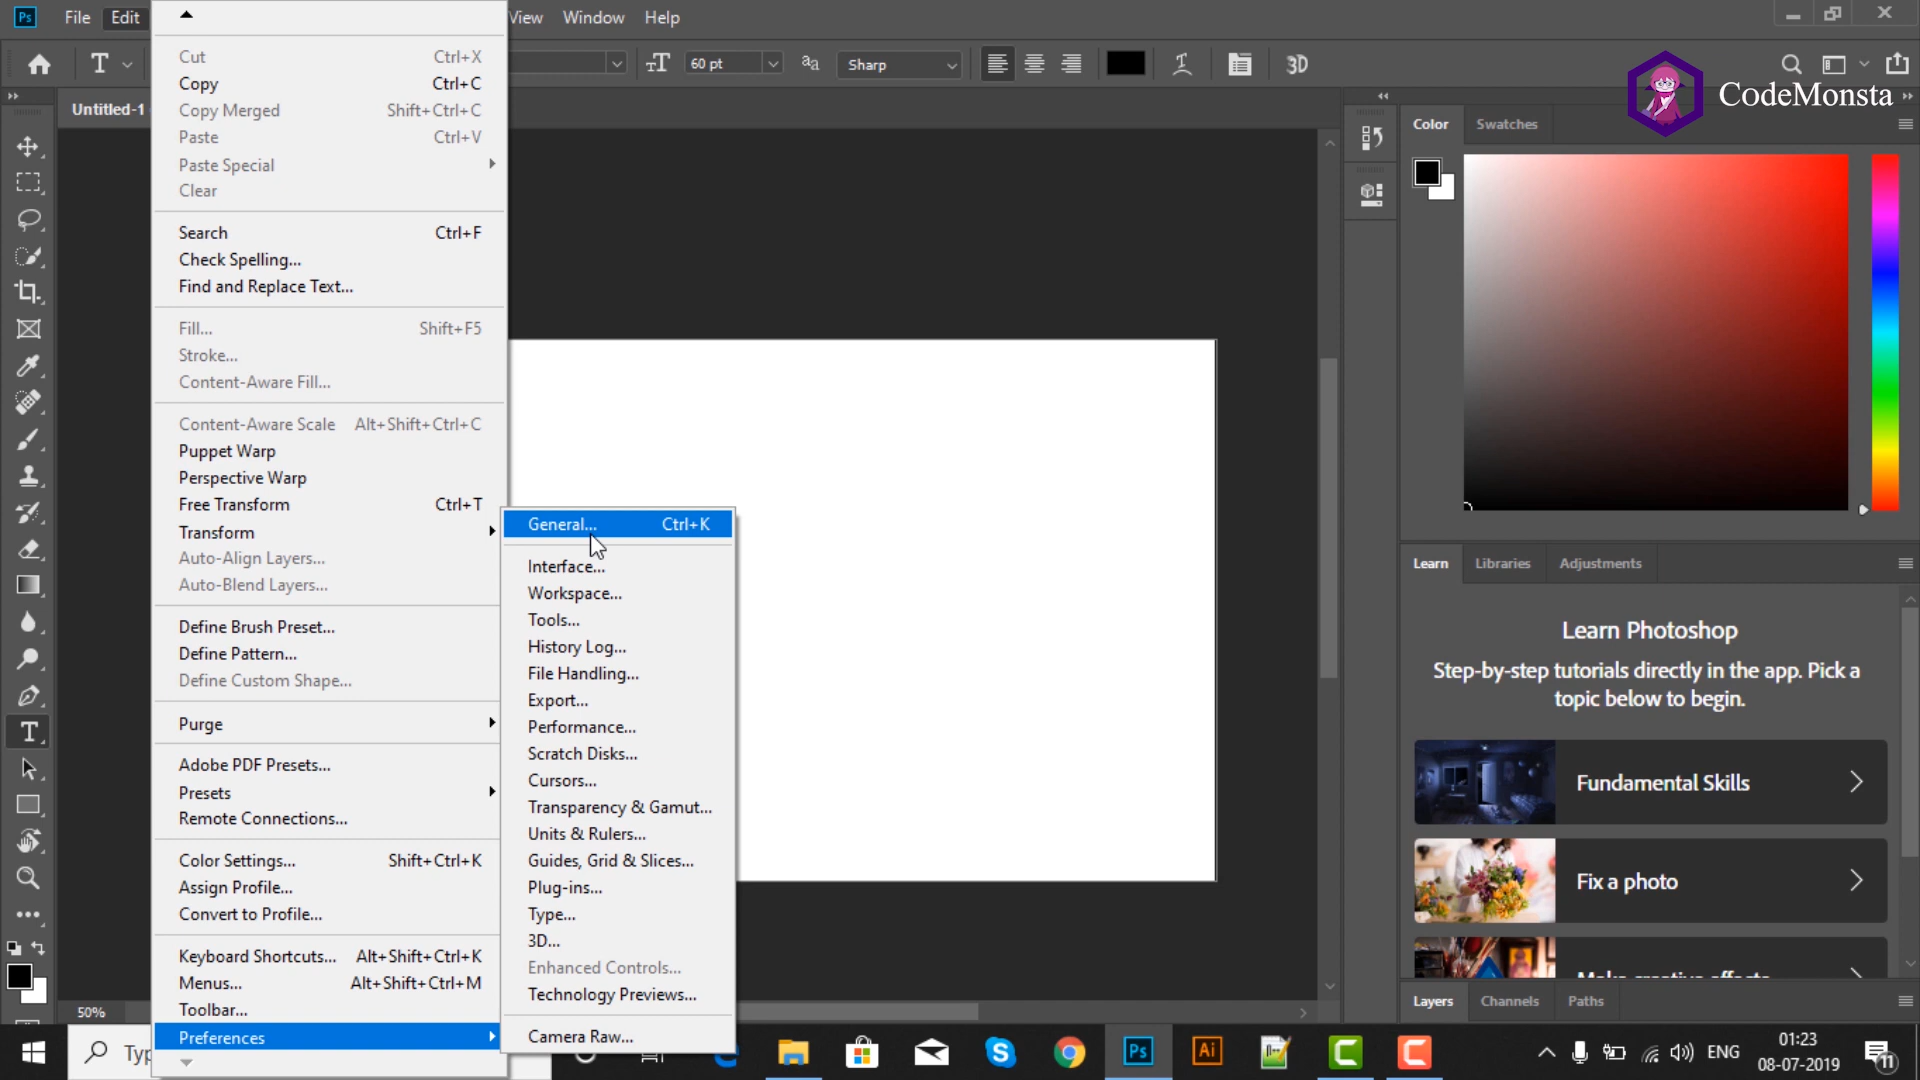 Ps File Edit View Window Help
T 60 pt aa Sharp 3D
CodeMonsta
Untitled-1
Cut Ctrl+X
Copy Ctrl+C
Copy Merged Shift+Ctrl+C
Paste Ctrl+V
Paste Special
Clear
Search Ctrl+F
Check Spelling...
Find and Replace Text...
Fill... Shift+F5
Stroke...
Content-Aware Fill...
Content-Aware Scale Alt+Shift+Ctrl+C
Puppet Warp
Perspective Warp
Free Transform Ctrl+T
Transform
Auto-Align Layers...
Auto-Blend Layers...
Define Brush Preset...
Define Pattern...
Define Custom Shape...
Purge
Adobe PDF Presets...
Presets
Remote Connections...
Color Settings... Shift+Ctrl+K
Assign Profile...
Convert to Profile...
Keyboard Shortcuts... Alt+Shift+Ctrl+K
Menus... Alt+Shift+Ctrl+M
Toolbar...
Preferences
General... Ctrl+K
Interface...
Workspace...
Tools...
History Log...
File Handling...
Export...
Performance...
Scratch Disks...
Cursors...
Transparency & Gamut...
Units & Rulers...
Guides, Grid & Slices...
Plug-ins...
Type...
3D...
Enhanced Controls...
Technology Previews...
Camera Raw...
Color Swatches
Learn Libraries Adjustments
Learn Photoshop
Step-by-step tutorials directly in the app. Pick a
topic below to begin.
Fundamental Skills
Fix a photo
Layers Channels Paths
50%
Ps Ai ENG 01:23
08-07-2019
11